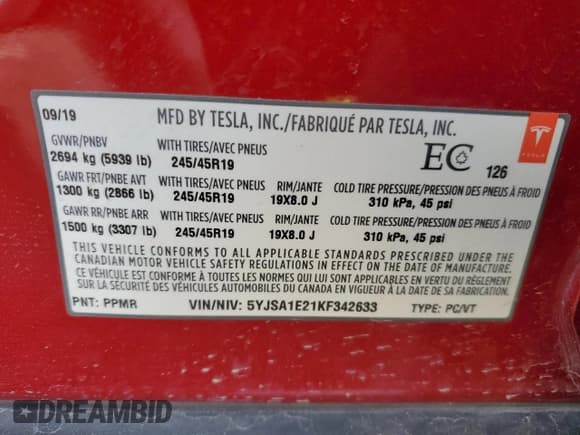 09/19 MFD BY TESLA, INC./FABRIQUÉ PAR TESLA, INC.
GVWR/PNBV WITH TIRES/AVEC PNEUS
2694 kg (5939 lb) 245/45R19 EC 126 TESLA
GAWR FRT/PNBE AVT WITH TIRES/AVEC PNEUS RIM/JANTE COLD TIRE PRESSURE/PRESSION DES PNEUS À FROID
1300 kg (2866 lb) 245/45R19 19X8.0 J 310 kPa, 45 psi
GAWR RR/PNBE ARR WITH TIRES/AVEC PNEUS RIM/JANTE COLD TIRE PRESSURE/PRESSION DES PNEUS À FROID
1500 kg (3307 lb) 245/45R19 19X8.0 J 310 kPa, 45 psi
THIS VEHICLE CONFORMS TO ALL APPLICABLE STANDARDS PRESCRIBED UNDER THE
CANADIAN MOTOR VEHICLE SAFETY REGULATIONS IN EFFECT ON THE DATE OF MANUFACTURE
CE VÉHICULE EST CONFORME À TOUTES LES NORMES QUI LUI SONT APPLICABLES EN VERTU DU RÈGLEMENT
SUR LA SÉCURITÉ DES VÉHICULES AUTOMOBILES DU CANADA EN VIGUEUR À LA DATE DE SA FABRICATION.
PNT: PPMR VIN/NIV: 5YJSA1E21KF342633 TYPE: PC/VT
DREAMBID